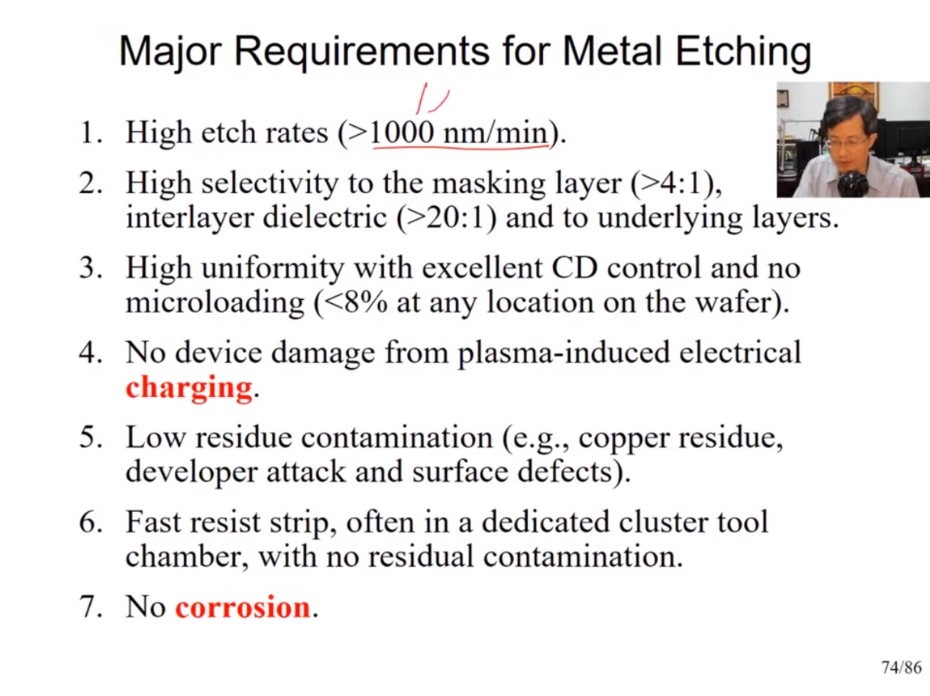 Major Requirements for Metal Etching
1. High etch rates (>1000 nm/min).
2. High selectivity to the masking layer (>4:1),
interlayer dielectric (>20:1) and to underlying layers.
3. High uniformity with excellent CD control and no
microloading (<8% at any location on the wafer).
4. No device damage from plasma-induced electrical
charging.
5. Low residue contamination (e.g., copper residue,
developer attack and surface defects).
6. Fast resist strip, often in a dedicated cluster tool
chamber, with no residual contamination.
7. No corrosion.
74/86